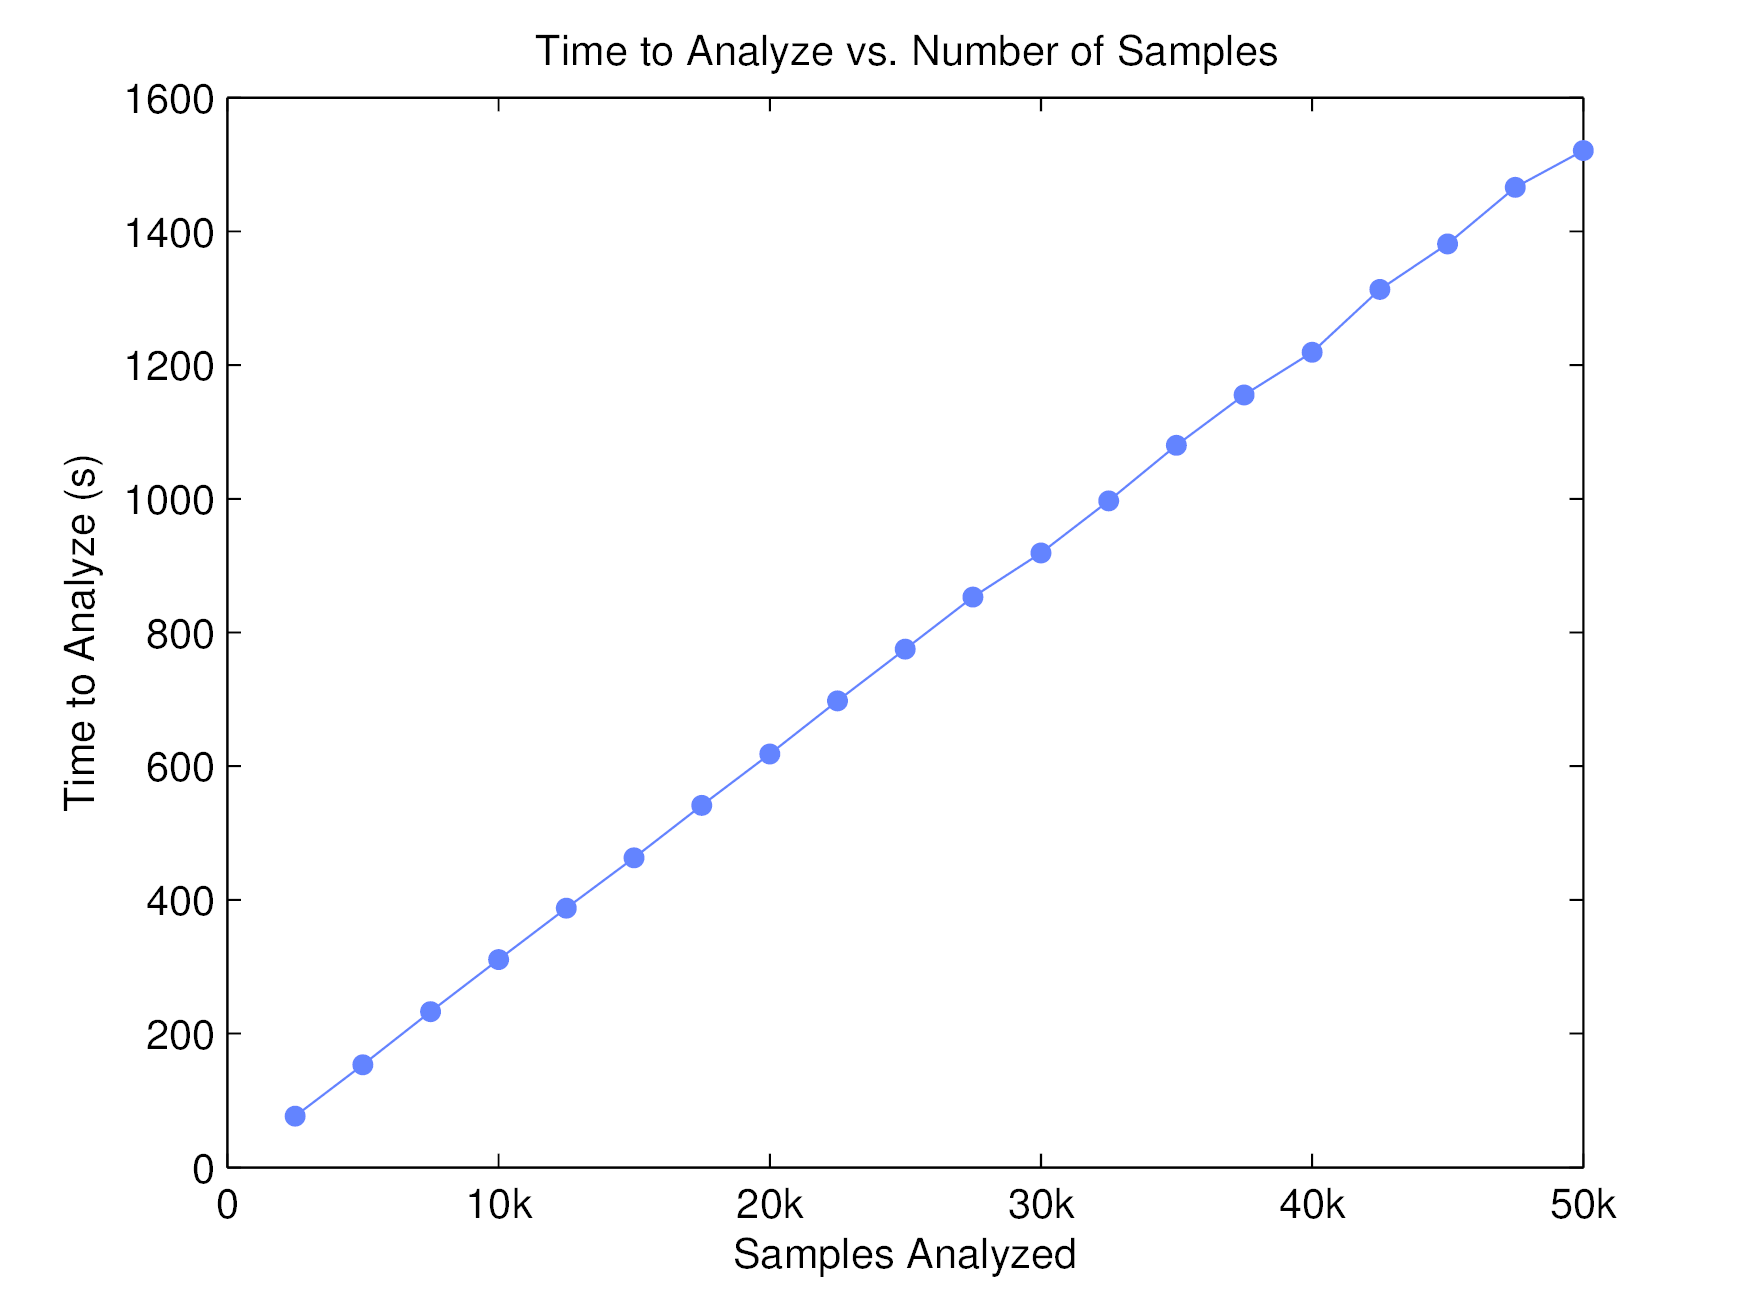 Time to Analyze vs. Number of Samples
1600
1400
1200
1000
800
600
400
200
0
Time to Analyze (s)
0 10k 20k 30k 40k 50k
Samples Analyzed